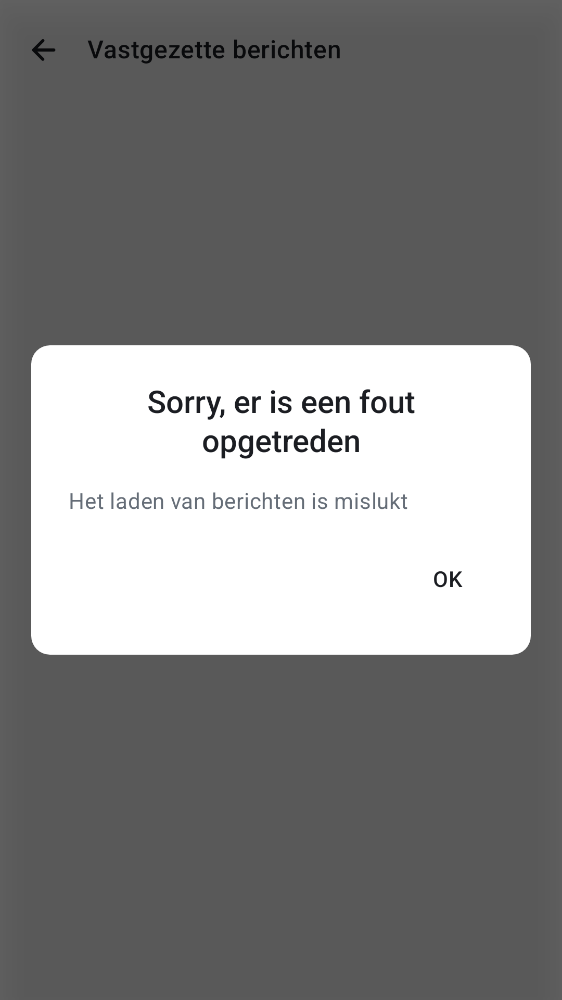 Vastgezette berichten
Sorry, er is een fout
opgetreden
Het laden van berichten is mislukt
OK